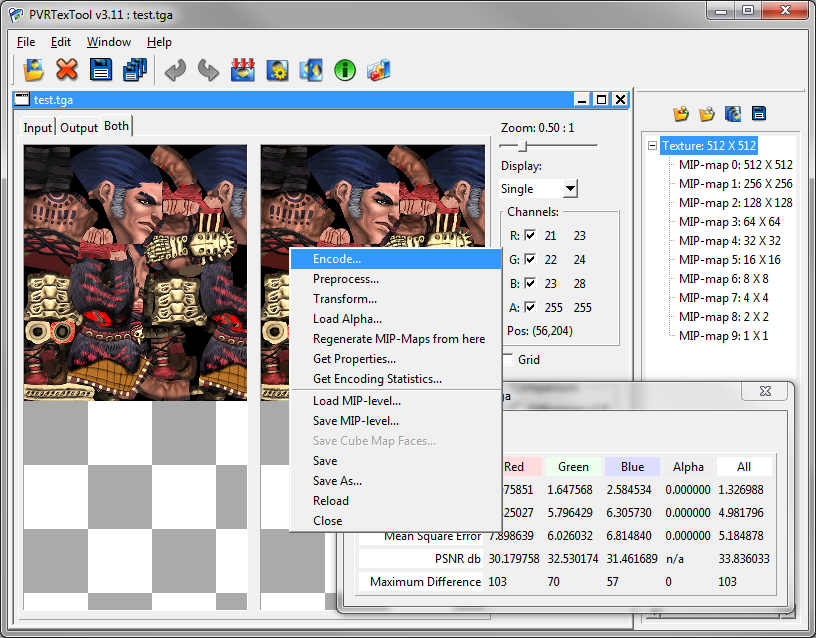 PVRTexTool v3.11 : test.tga
File Edit Window Help
test.tga
Input Output Both
Zoom: 0.50 : 1
Display:
Single
Channels:
R: 21 23
G: 22 24
B: 23 28
A: 255 255
Pos: (56,204)
Grid
Texture: 512 X 512
MIP-map 0: 512 X 512
MIP-map 1: 256 X 256
MIP-map 2: 128 X 128
MIP-map 3: 64 X 64
MIP-map 4: 32 X 32
MIP-map 5: 16 X 16
MIP-map 6: 8 X 8
MIP-map 7: 4 X 4
MIP-map 8: 2 X 2
MIP-map 9: 1 X 1
Encode...
Preprocess...
Transform...
Load Alpha...
Regenerate MIP-Maps from here
Get Properties...
Get Encoding Statistics...
Load MIP-level...
Save MIP-level...
Save Cube Map Faces...
Save
Save As...
Reload
Close
ga
Red Green Blue Alpha All
75851 1.647568 2.584534 0.000000 1.326988
25027 5.796429 6.305730 0.000000 4.981796
Mean Square Error 7.898639 6.026032 6.814840 0.000000 5.184878
PSNR db 30.179758 32.530174 31.461689 n/a 33.836033
Maximum Difference 103 70 57 0 103